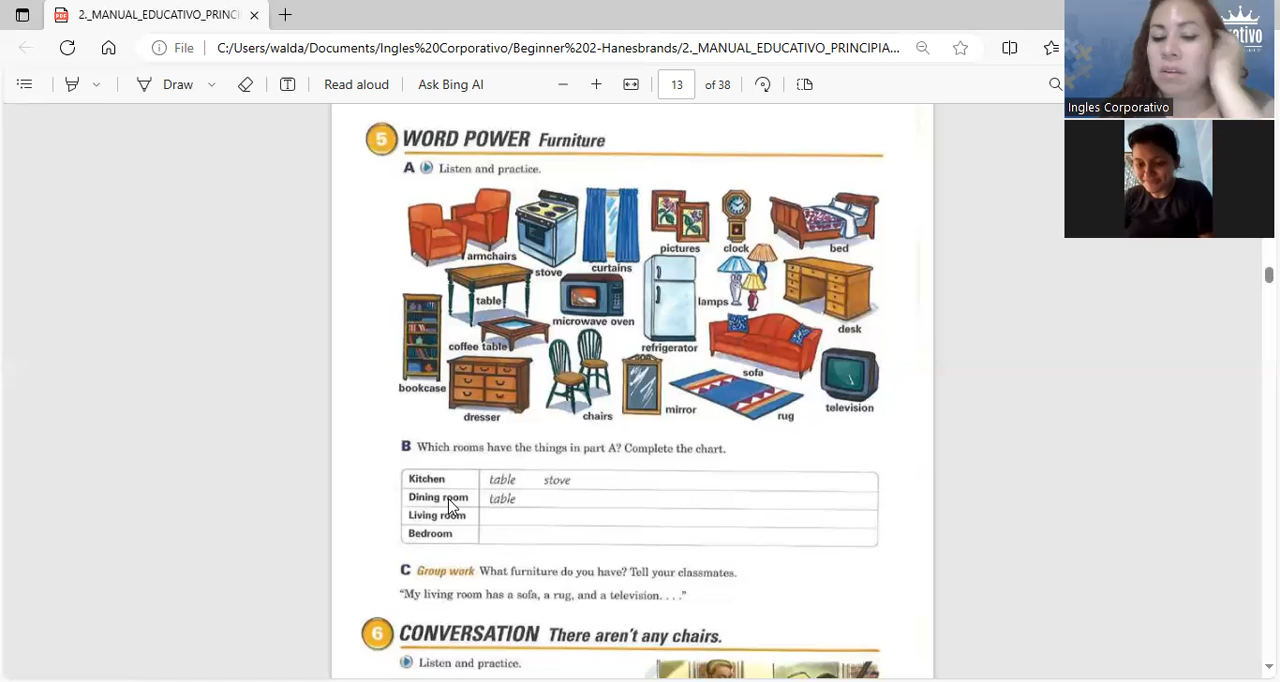 2._MANUAL_EDUCATIVO_PRINCI
File C:/Users/walda/Documents/Ingles%20Corporativo/Beginner%202-Hanesbrands/2._MANUAL_EDUCATIVO_PRINCIPIA...
Draw Read aloud Ask Bing AI 13 of 38
Ingles Corporativo
5 WORD POWER Furniture
A Listen and practice.
armchairs
stove
curtains
pictures
clock
bed
table
microwave oven
lamps
desk
coffee table
refrigerator
sofa
bookcase
dresser
chairs
mirror
rug
television
B Which rooms have the things in part A? Complete the chart.
Kitchen table stove
Dining room table
Living room
Bedroom
C Group work What furniture do you have? Tell your classmates.
"My living room has a sofa, a rug, and a television. . . ."
6 CONVERSATION There aren't any chairs.
Listen and practice.